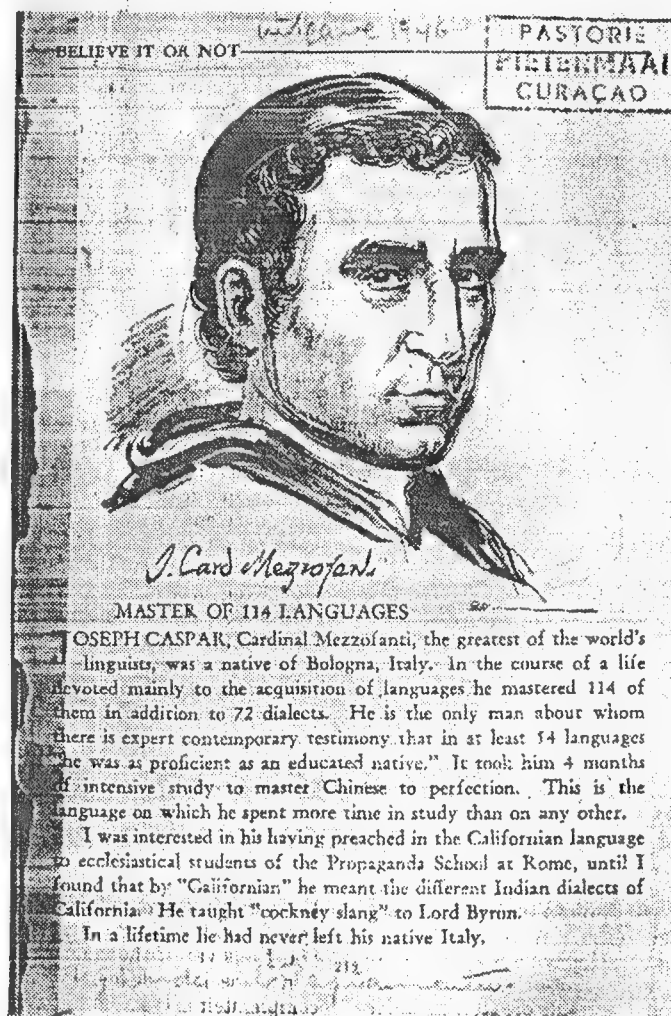 uitgave 1946
PASTORIE
BELIEVE IT OR NOT
PIETERMAAI
CURAÇAO
J. Card Mezzofanti
MASTER OF 114 LANGUAGES
JOSEPH CASPAR, Cardinal Mezzofanti, the greatest of the world's
linguists, was a native of Bologna, Italy. In the course of a life
devoted mainly to the acquisition of languages he mastered 114 of
them in addition to 72 dialects. He is the only man about whom
there is expert contemporary testimony that in at least 54 languages
"he was as proficient as an educated native." It took him 4 months
of intensive study to master Chinese to perfection. This is the
language on which he spent more time in study than on any other.
I was interested in his having preached in the Californian language
to ecclesiastical students of the Propaganda School at Rome, until I
found that by "Californian" he meant the different Indian dialects of
California. He taught "cockney slang" to Lord Byron.
In a lifetime he had never left his native Italy.